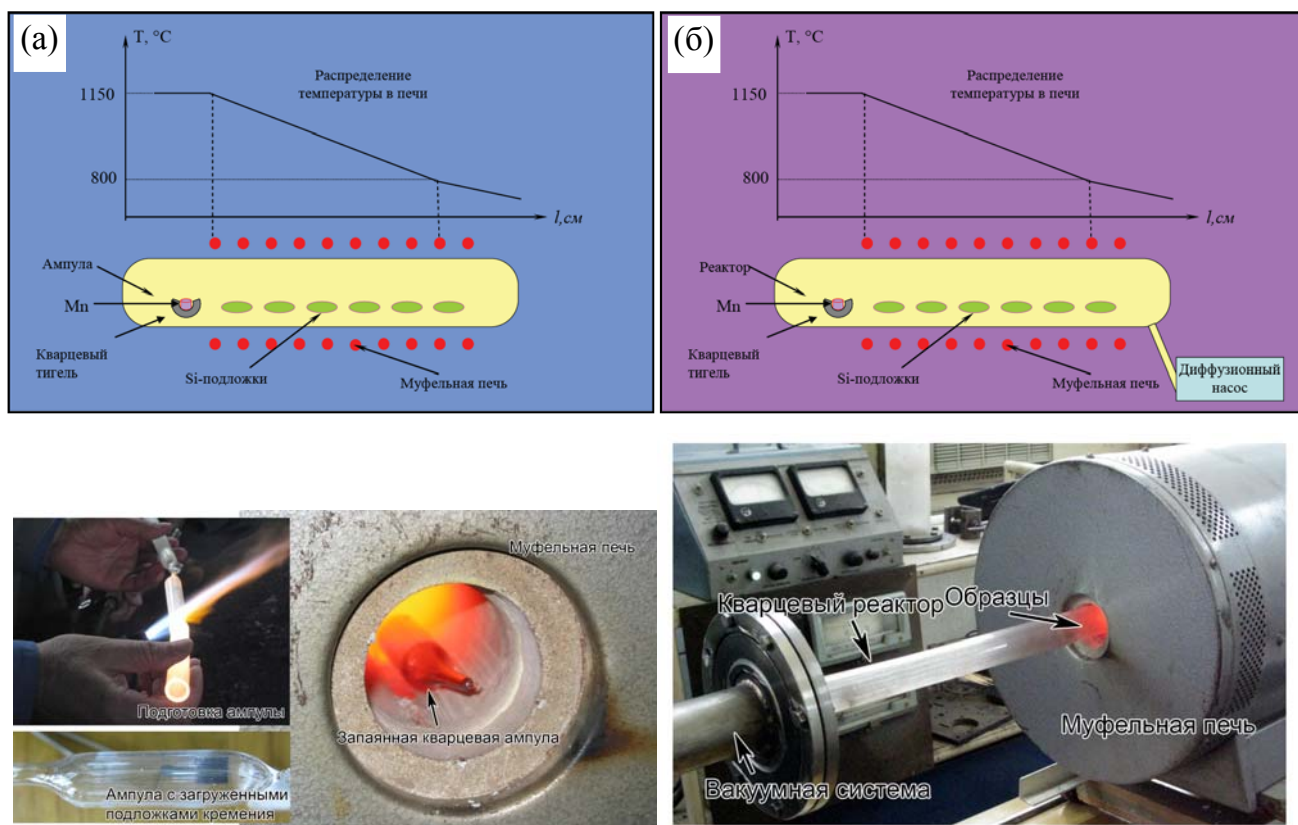 (а)
T, °C
Распределение
температуры в печи
1150
800
l,см
Ампула
Mn
Кварцевый
тигель
Si-подложки
Муфельная печь
(б)
T, °C
Распределение
температуры в печи
1150
800
l,см
Реактор
Mn
Кварцевый
тигель
Si-подложки
Муфельная печь
Диффузионный
насос
Подготовка ампулы
Ампула с загруженными
подложками кремения
Муфельная печь
Запаянная кварцевая ампула
Кварцевый реактор
Образцы
Муфельная печь
Вакуумная система